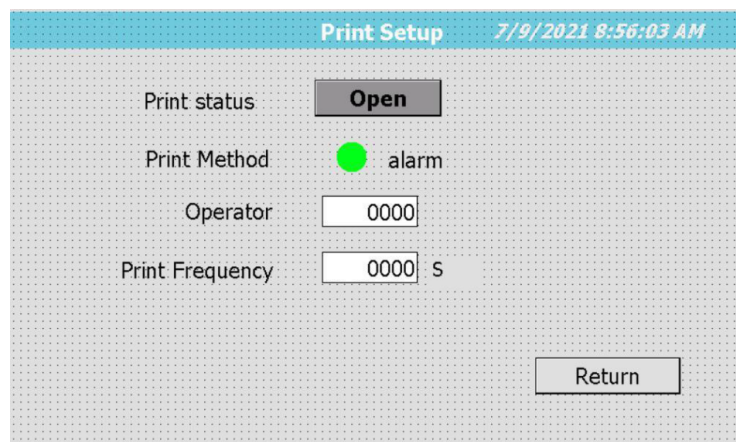 Print Setup 7/9/2021 8:56:03 AM
Print status Open
Print Method alarm
Operator 0000
Print Frequency 0000 S
Return